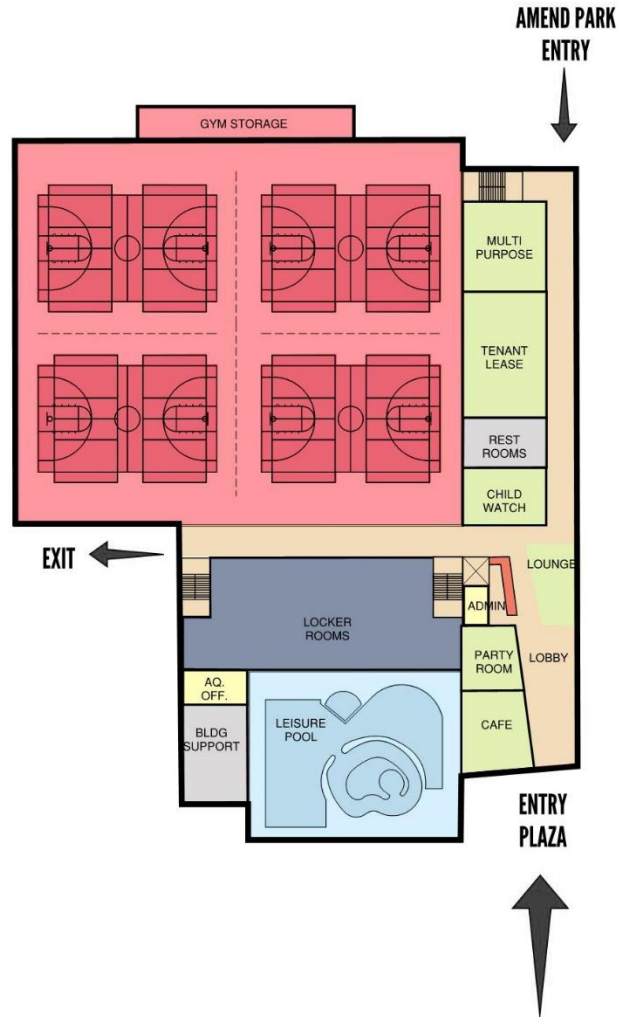 AMEND PARK
ENTRY
GYM STORAGE
MULTI
PURPOSE
TENANT
LEASE
REST
ROOMS
CHILD
WATCH
EXIT
LOUNGE
ADMIN
LOCKER
ROOMS
PARTY
ROOM
LOBBY
AQ.
OFF.
LEISURE
POOL
BLDG
SUPPORT
CAFE
ENTRY
PLAZA